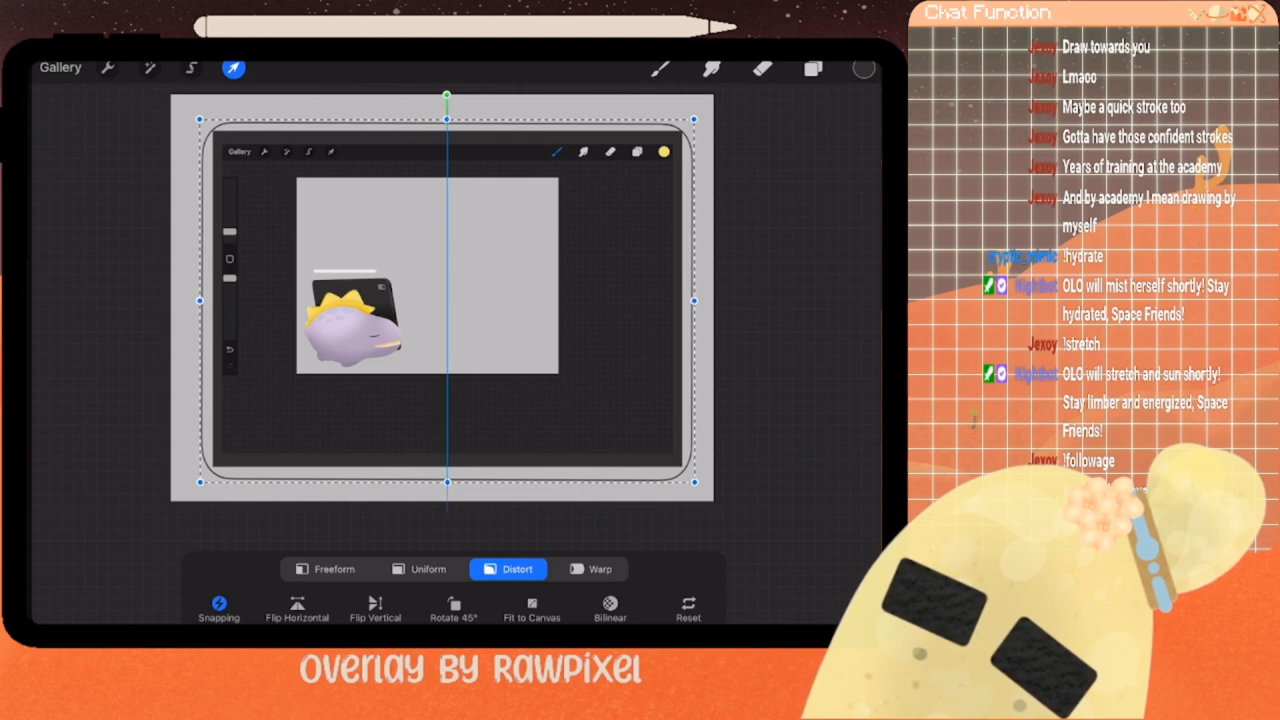 Chat Function
Gallery
Gallery
Jexoy Draw towards you
Jexoy Lmaoo
Jexoy Maybe a quick stroke too
Jexoy Gotta have those confident strokes
Jexoy Years of training at the academy
Jexoy And by academy I mean drawing by
myself
cryptic_mimic !hydrate
Nightbot OLO will mist herself shortly! Stay
hydrated, Space Friends!
Jexoy !stretch
Nightbot OLO will stretch and sun shortly!
Stay limber and energized, Space
Friends!
Jexoy !followage
Freeform Uniform Distort Warp
Snapping Flip Horizontal Flip Vertical Rotate 45° Fit to Canvas Bilinear Reset
Overlay by Rawpixel